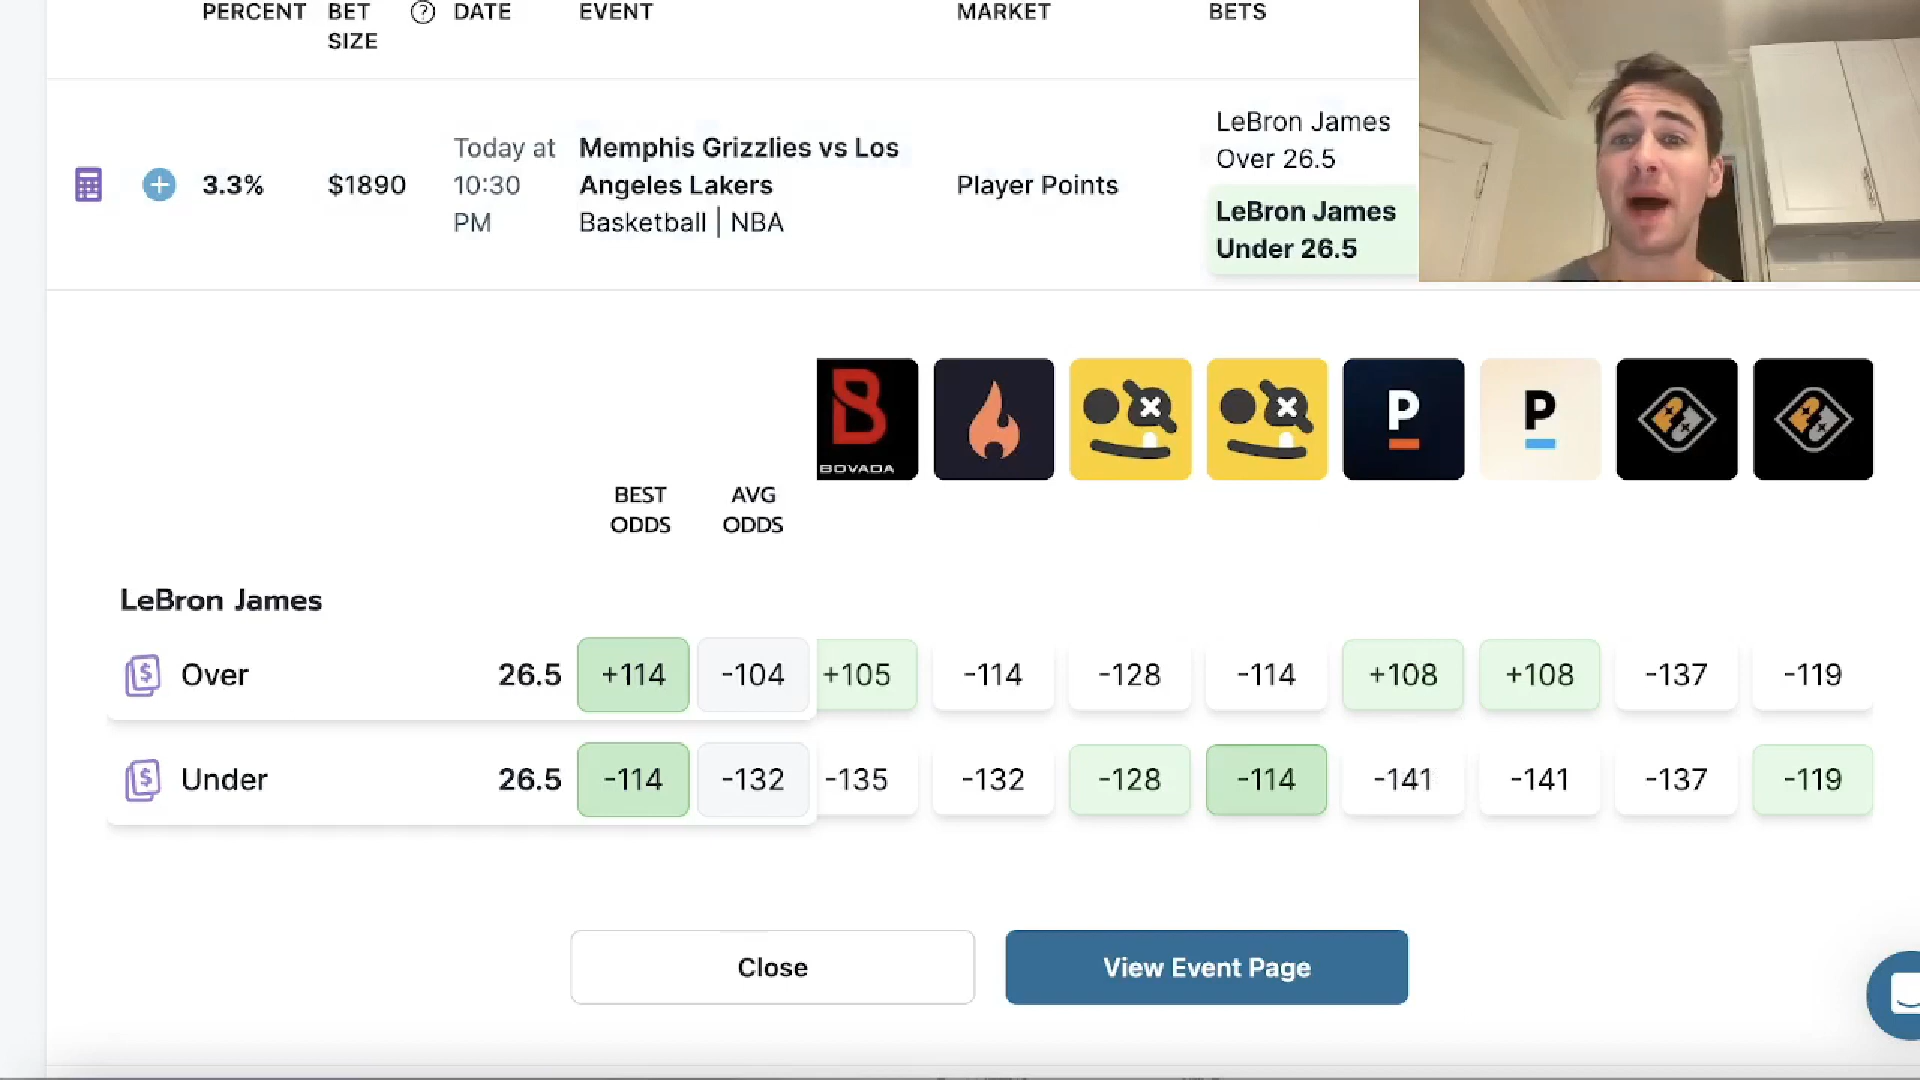 PERCENT BET SIZE ? DATE EVENT MARKET BETS
3.3% $1890 Today at 10:30 PM
Memphis Grizzlies vs Los
Angeles Lakers
Basketball | NBA
Player Points
LeBron James
Over 26.5
LeBron James
Under 26.5
B
BOVADA
P
P
BEST ODDS
AVG ODDS
LeBron James
Over 26.5 +114 -104 +105 -114 -128 -114 +108 +108 -137 -119
Under 26.5 -114 -132 -135 -132 -128 -114 -141 -141 -137 -119
Close
View Event Page